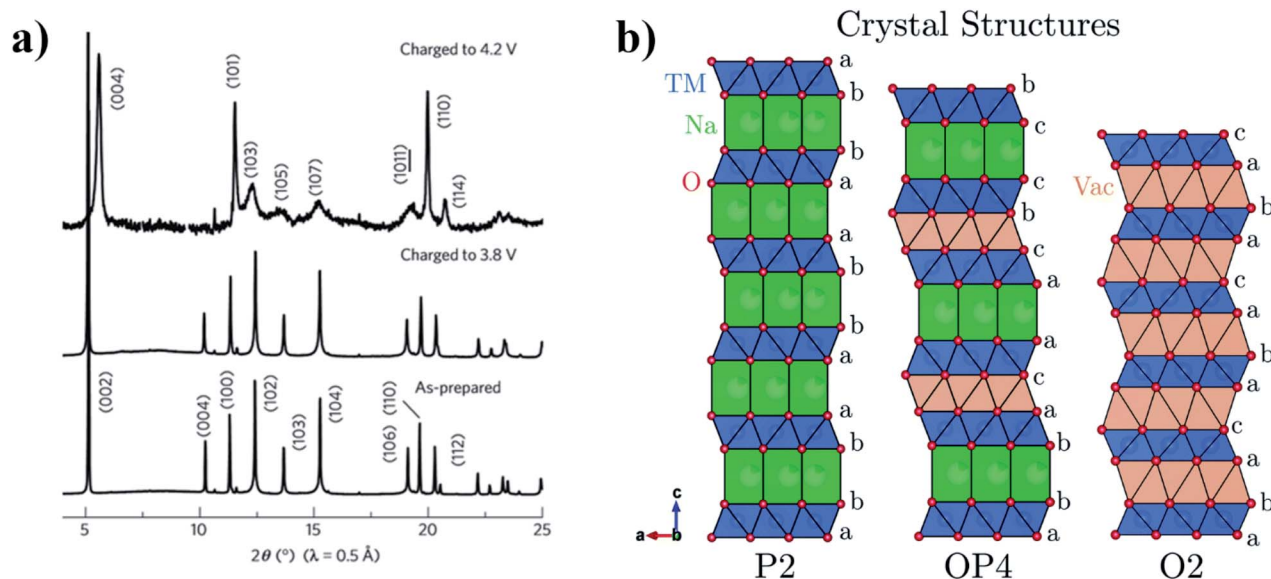 a)
Charged to 4.2 V
(004)
(101)
(103)
(105)
(107)
(1011)
(110)
(114)
Charged to 3.8 V
As-prepared
(002)
(004)
(100)
(102)
(103)
(104)
(106)
(110)
(112)
5 10 15 20 25
2θ (°) (λ = 0.5 Å)
b)
Crystal Structures
TM
Na
O
a
b
b
a
a
b
b
a
a
b
b
a
b
c
c
b
c
a
a
c
a
b
b
a
Vac
c
a
b
a
c
a
b
a
c
a
b
a
c
a b
P2 OP4 O2